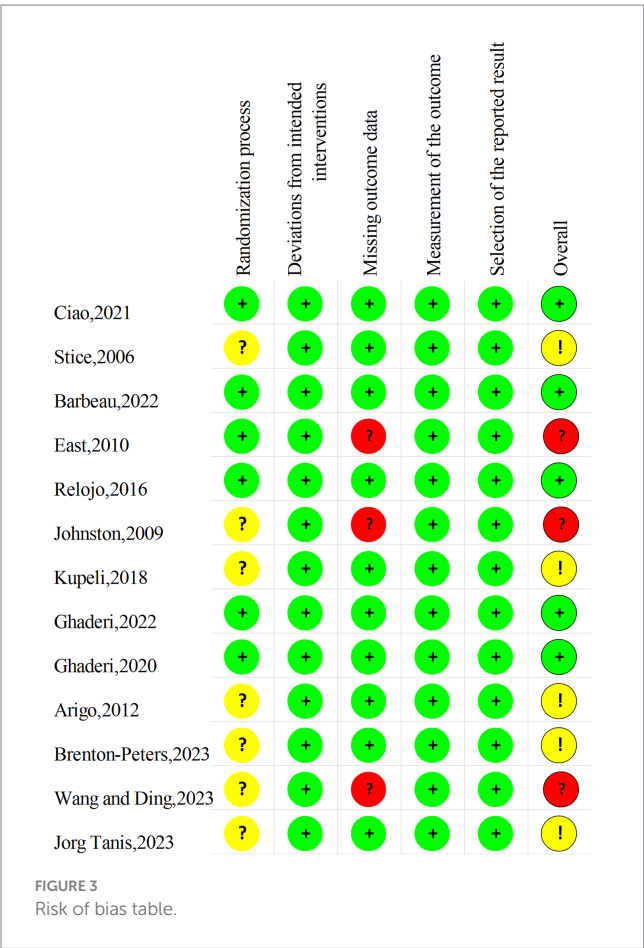 Randomization process
Deviations from intended
interventions
Missing outcome data
Measurement of the outcome
Selection of the reported result
Overall
Ciao,2021 + + + + + +
Stice,2006 ? + + + + !
Barbeau,2022 + + + + + +
East,2010 + + ? + + ?
Relojo,2016 + + + + + +
Johnston,2009 ? + ? + + ?
Kupeli,2018 ? + + + + !
Ghaderi,2022 + + + + + +
Ghaderi,2020 + + + + + +
Arigo,2012 ? + + + + !
Brenton-Peters,2023 ? + + + + !
Wang and Ding,2023 ? + ? + + ?
Jorg Tanis,2023 ? + + + + !
FIGURE 3
Risk of bias table.